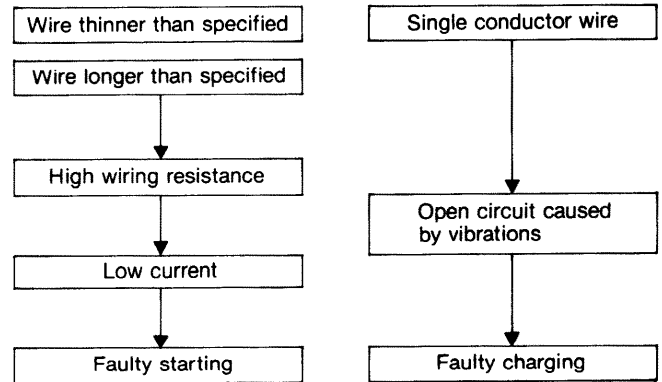 Wire thinner than specified
Wire longer than specified
High wiring resistance
Low current
Faulty starting
Single conductor wire
Open circuit caused
by vibrations
Faulty charging